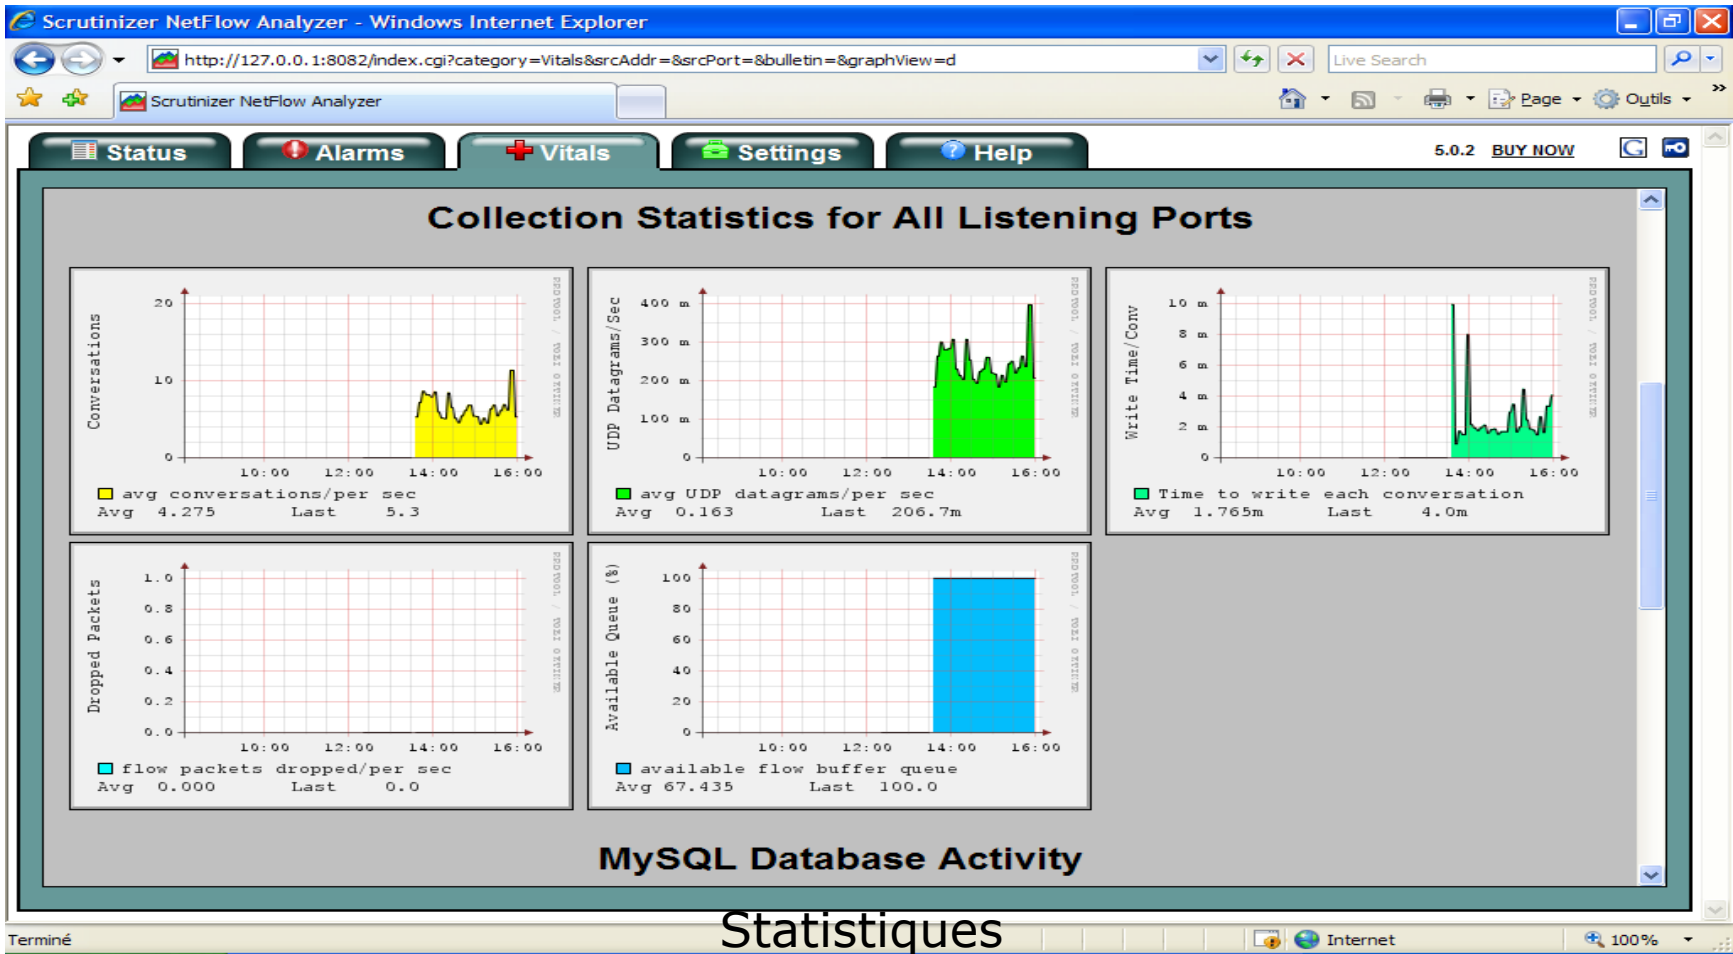 Scrutinizer NetFlow Analyzer - Windows Internet Explorer
http://127.0.0.1:8082/index.cgi?category=Vitals&srcAddr=&srcPort=&bulletin=&graphView=d
Live Search
Scrutinizer NetFlow Analyzer
Page
Outils
»
Status
Alarms
Vitals
Settings
Help
5.0.2 BUY NOW
G
Collection Statistics for All Listening Ports
Conversations
20
10
0
10:00 12:00 14:00 16:00
avg conversations/per sec
Avg 4.275 Last 5.3
UDP Datagrams/Sec
400 m
300 m
200 m
100 m
0
10:00 12:00 14:00 16:00
avg UDP datagrams/per sec
Avg 0.163 Last 206.7m
Write Time/Conv
10 m
8 m
6 m
4 m
2 m
0
10:00 12:00 14:00 16:00
Time to write each conversation
Avg 1.765m Last 4.0m
Dropped Packets
1.0
0.8
0.6
0.4
0.2
0.0
10:00 12:00 14:00 16:00
flow packets dropped/per sec
Avg 0.000 Last 0.0
Available Queue (%)
100
80
60
40
20
0
10:00 12:00 14:00 16:00
available flow buffer queue
Avg 67.435 Last 100.0
MySQL Database Activity
Statistiques
Terminé
Internet
100%